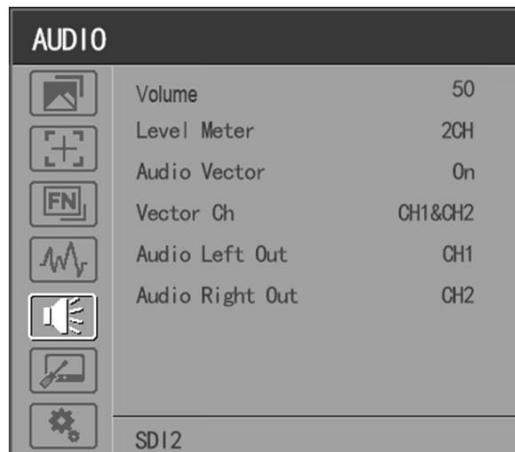 AUDIO
Volume 50
Level Meter 2CH
Audio Vector On
FN
Vector Ch CH1&CH2
Audio Left Out CH1
Audio Right Out CH2
SDI2